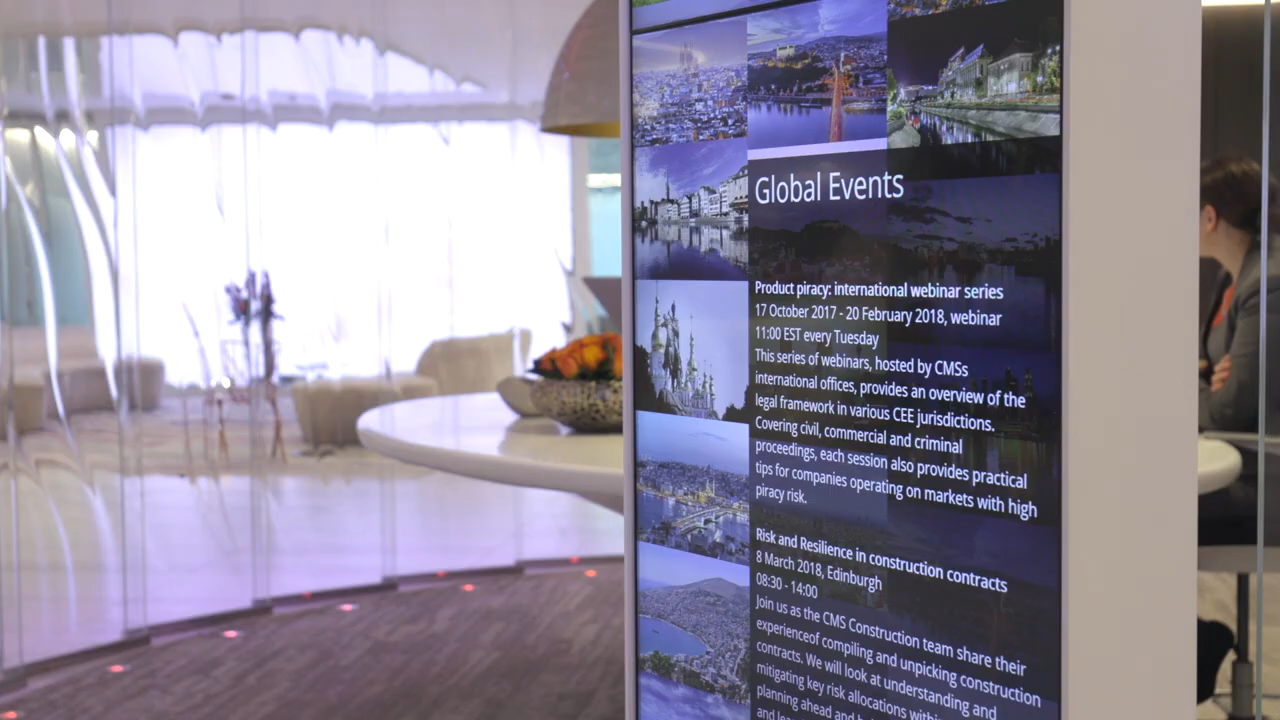 Global Events
Product piracy: international webinar series
17 October 2017 - 20 February 2018, webinar
11:00 EST every Tuesday
This series of webinars, hosted by CMSs
international offices, provides an overview of the
legal framework in various CEE jurisdictions.
Covering civil, commercial and criminal
proceedings, each session also provides practical
tips for companies operating on markets with high
piracy risk.
Risk and Resilience in construction contracts
8 March 2018, Edinburgh
08:30 - 14:00
Join us as the CMS Construction team share their
experienceof compiling and unpicking construction
contracts. We will look at understanding and
mitigating key risk allocations within
planning ahead and
and